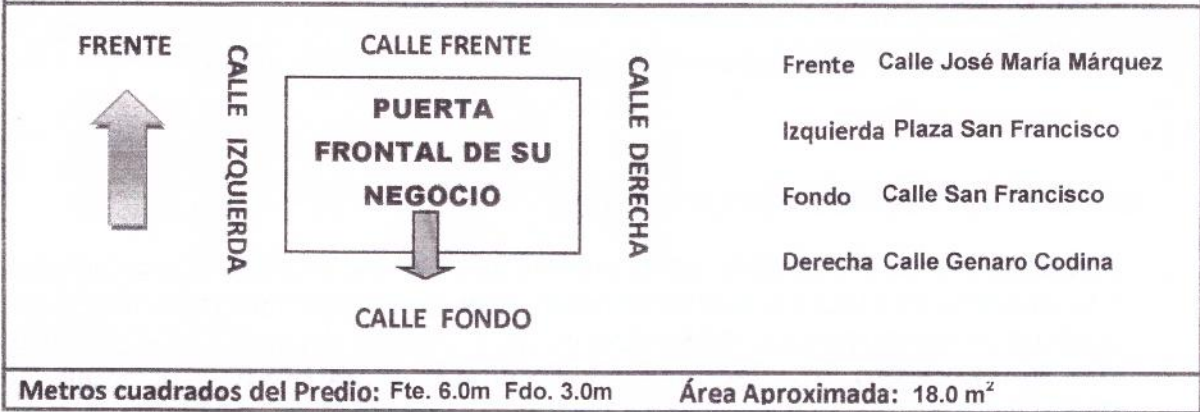 FRENTE
CALLE IZQUIERDA
CALLE FRENTE
PUERTA
FRONTAL DE SU
NEGOCIO
CALLE FONDO
CALLE DERECHA
Frente Calle José María Márquez
Izquierda Plaza San Francisco
Fondo Calle San Francisco
Derecha Calle Genaro Codina
Metros cuadrados del Predio: Fte. 6.0m Fdo. 3.0m Área Aproximada: 18.0 m²